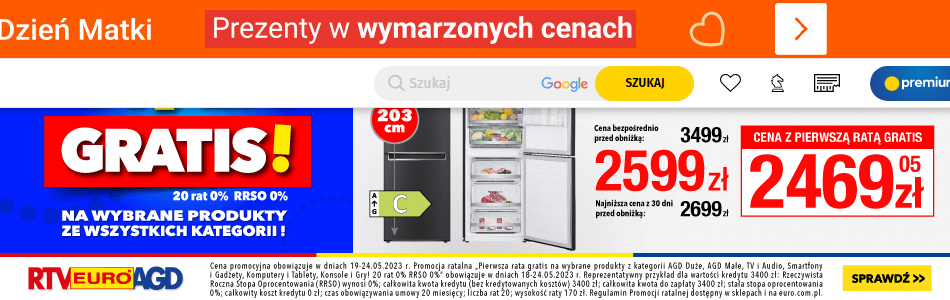 Dzień Matki
Prezenty w wymarzonych cenach
Szukaj
Google
SZUKAJ
premium
GRATIS!
20 rat 0% RRSO 0%
NA WYBRANE PRODUKTY
ZE WSZYSTKICH KATEGORII !
203
cm
A
G
C
Cena bezpośrednio
przed obniżką:
3499zł
2599zł
Najniższa cena z 30 dni
przed obniżką:
2699zł
CENA Z PIERWSZĄ RATĄ GRATIS
2469 05 zł
RTV EURO AGD
Cena promocyjna obowiązuje w dniach 19-24.05.2023 r. Promocja ratalna „Pierwsza rata gratis na wybrane produkty z kategorii AGD Duże, AGD Małe, TV i Audio, Smartfony
i Gadżety, Komputery i Tablety, Konsole i Gry! 20 rat 0% RRSO 0%" obowiązuje w dniach 18-24.05.2023 r. Reprezentatywny przykład dla wartości kredytu 3400 zł: Rzeczywista
Roczna Stopa Oprocentowania (RRSO) wynosi 0%; całkowita kwota kredytu (bez kredytowanych kosztów) 3400 zł; całkowita kwota do zapłaty 3400 zł; stała stopa oprocentowania
0%; całkowity koszt kredytu 0 zł; czas obowiązywania umowy 20 miesięcy; liczba rat 20; wysokość raty 170 zł. Regulamin Promocji ratalnej dostępny w sklepach i na euro.com.pl.
SPRAWDŹ >>